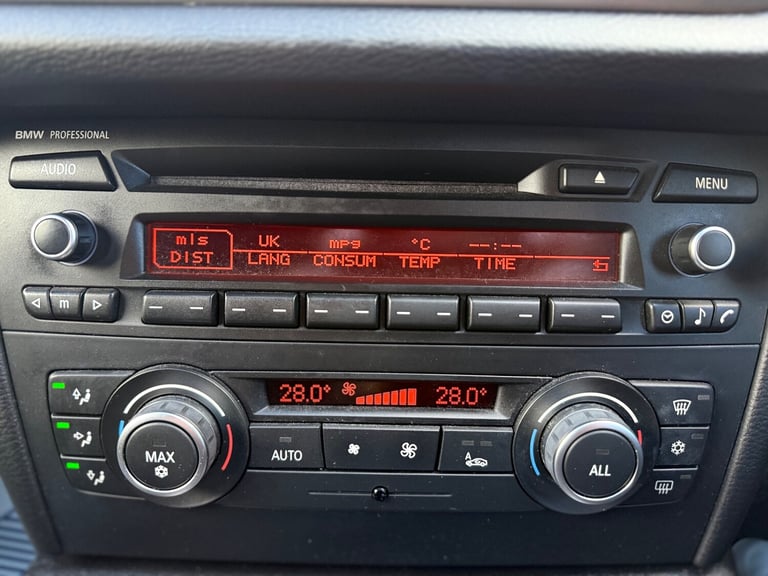 BMW PROFESSIONAL
AUDIO
MENU
mls UK mpg °C --:--
DIST LANG CONSUM TEMP TIME
m
28.0° 28.0°
MAX
AUTO
A
ALL